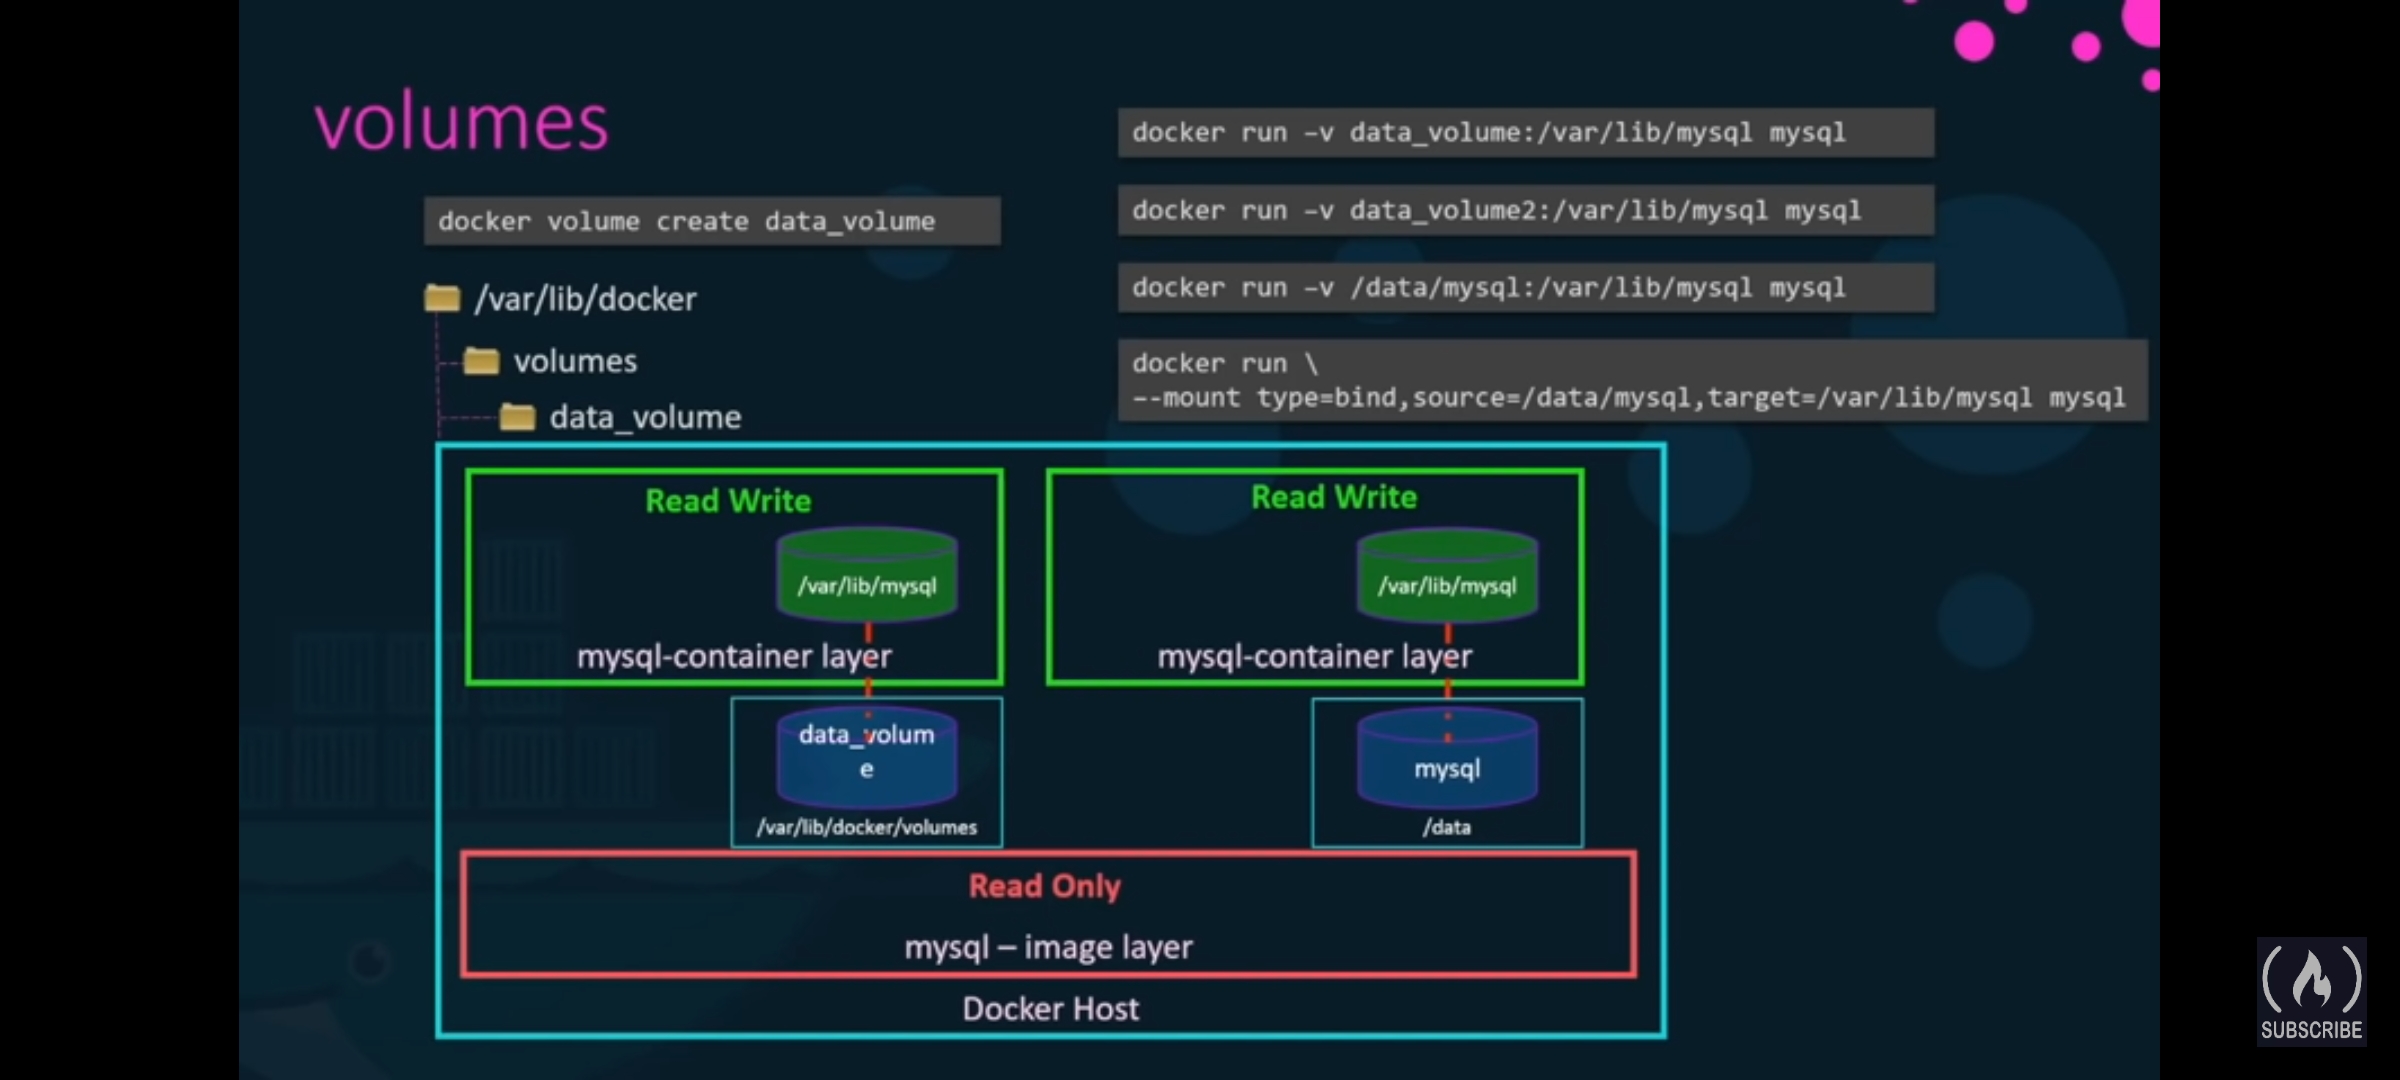 volumes
docker volume create data_volume
/var/lib/docker
volumes
data_volume
docker run –v data_volume:/var/lib/mysql mysql
docker run –v data_volume2:/var/lib/mysql mysql
docker run –v /data/mysql:/var/lib/mysql mysql
docker run \
--mount type=bind,source=/data/mysql,target=/var/lib/mysql mysql
Read Write
/var/lib/mysql
mysql-container layer
data_volum
e
/var/lib/docker/volumes
Read Write
/var/lib/mysql
mysql-container layer
mysql
/data
Read Only
mysql – image layer
Docker Host
SUBSCRIBE